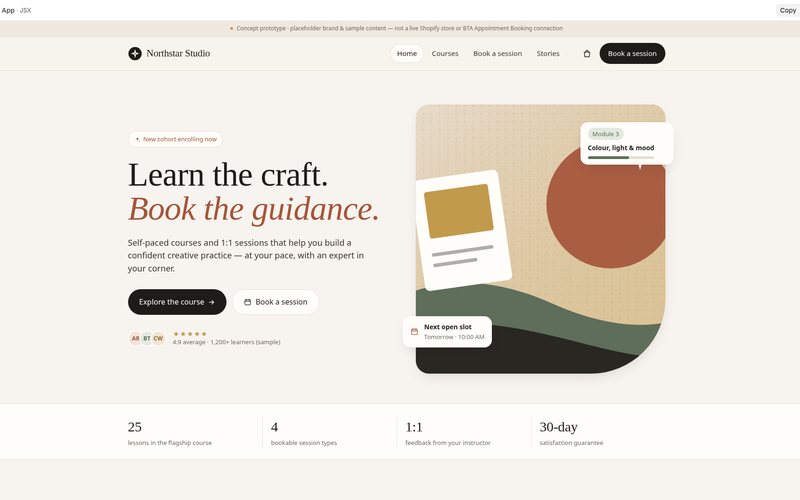 App · JSX
Copy
Concept prototype · placeholder brand & sample content — not a live Shopify store or BTA Appointment Booking connection
Northstar Studio
Home
Courses
Book a session
Stories
Book a session
New cohort enrolling now
Learn the craft.
Book the guidance.
Self-paced courses and 1:1 sessions that help you build a
confident creative practice — at your pace, with an expert in
your corner.
Explore the course →
Book a session
AR
BT
CW
★★★★★
4.9 average · 1,200+ learners (sample)
Module 3
Colour, light & mood
Next open slot
Tomorrow · 10:00 AM
25
lessons in the flagship course
4
bookable session types
1:1
feedback from your instructor
30-day
satisfaction guarantee